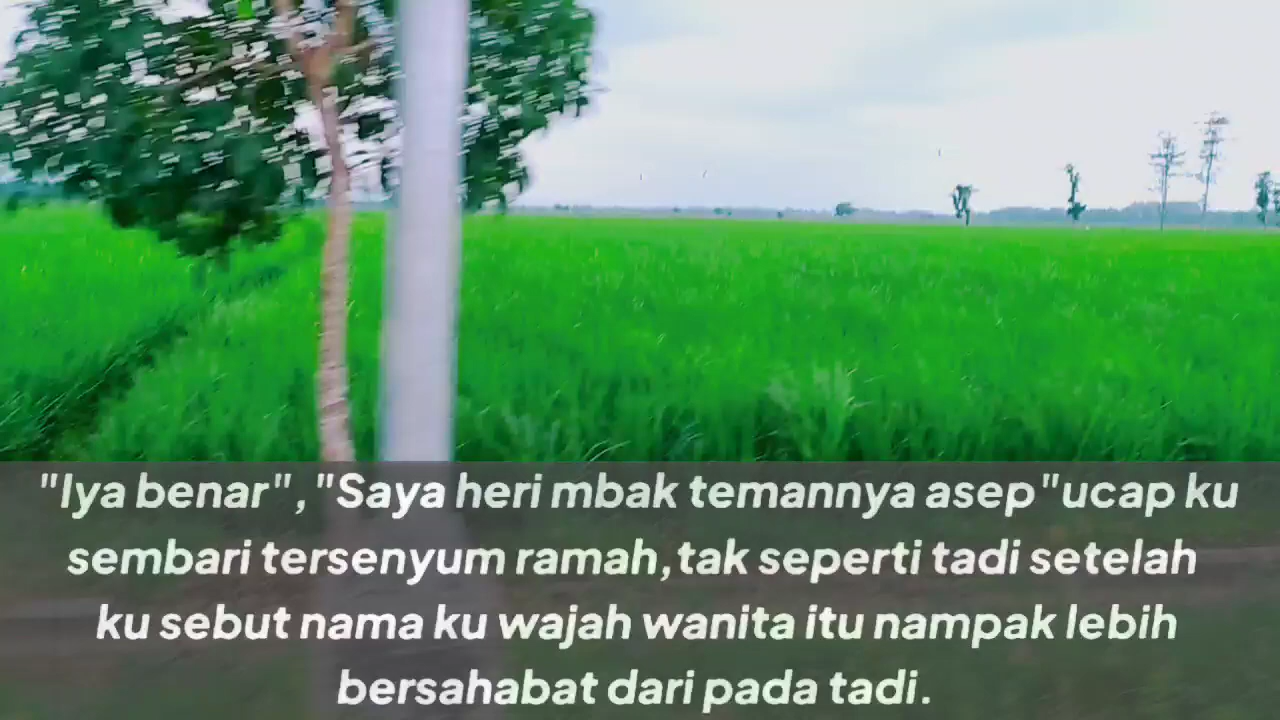 "Iya benar","Saya heri mbak temannya asep"ucap ku
sembari tersenyum ramah,tak seperti tadi setelah
ku sebut nama ku wajah wanita itu nampak lebih
bersahabat dari pada tadi.